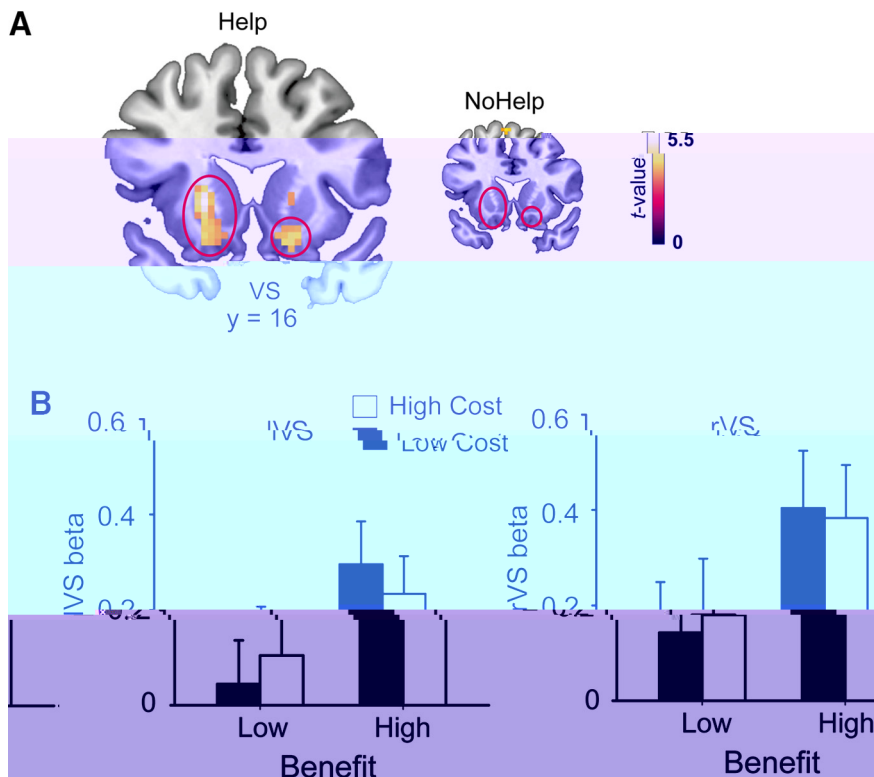 A
Help
NoHelp
5.5
t-value
0
VS
y = 16
B
High Cost
Low Cost
lVS
0.6
0.4
0.2
0
lVS beta
Low
High
Benefit
rVS
0.6
0.4
0.2
0
rVS beta
Low
High
Benefit